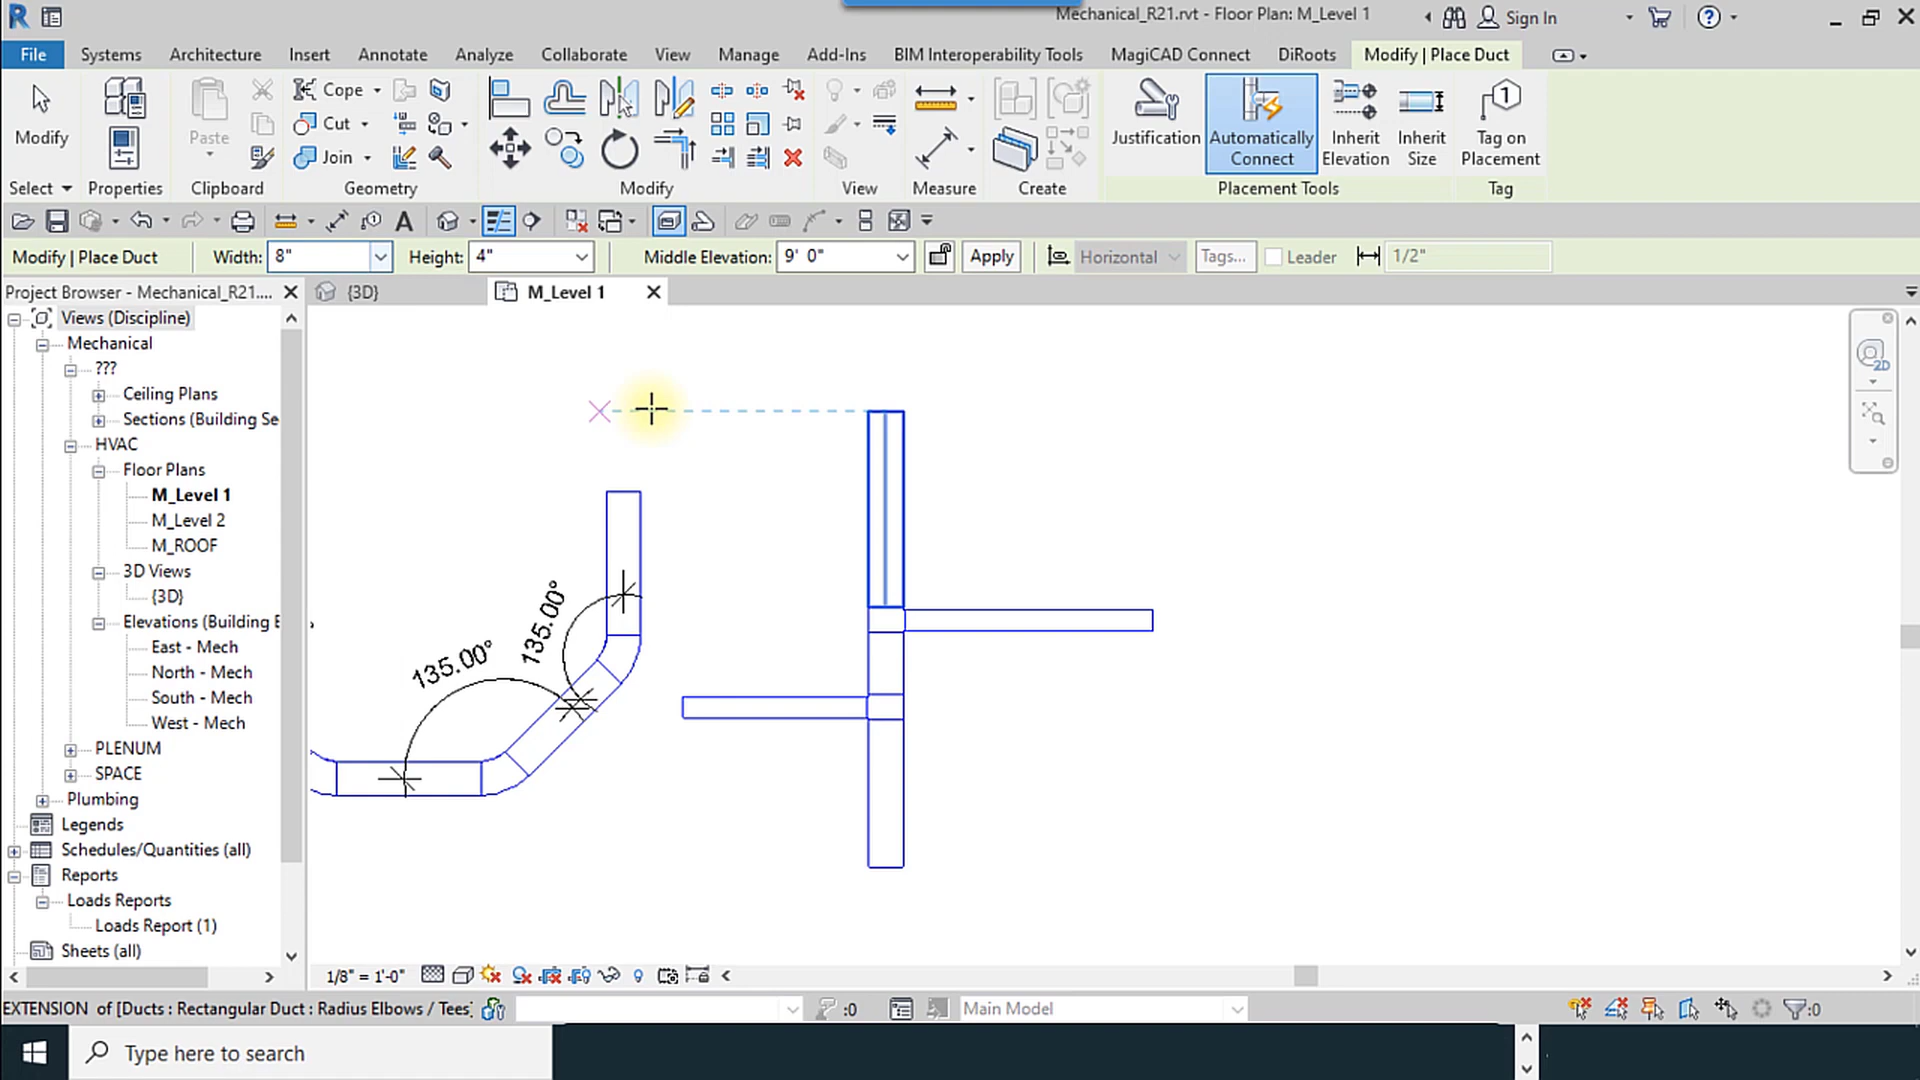 Mechanical_R21.rvt - Floor Plan: M_Level 1
Sign In
File
Systems
Architecture
Insert
Annotate
Analyze
Collaborate
View
Manage
Add-Ins
BIM Interoperability Tools
MagiCAD Connect
DiRoots
Modify | Place Duct
Modify
Paste
Cope
Cut
Join
Justification
Automatically
Connect
Inherit
Elevation
Inherit
Size
Tag on
Placement
Select
Properties
Clipboard
Geometry
Modify
View
Measure
Create
Placement Tools
Tag
Modify | Place Duct
Width: 8"
Height: 4"
Middle Elevation: 9' 0"
Apply
Horizontal
Tags...
Leader
1/2"
Project Browser - Mechanical_R21....
{3D}
M_Level 1
Views (Discipline)
Mechanical
???
Ceiling Plans
Sections (Building Se
HVAC
Floor Plans
M_Level 1
M_Level 2
M_ROOF
3D Views
{3D}
Elevations (Building E
East - Mech
North - Mech
South - Mech
West - Mech
PLENUM
SPACE
Plumbing
Legends
Schedules/Quantities (all)
Reports
Loads Reports
Loads Report (1)
Sheets (all)
2D
135.00°
135.00°
1/8" = 1'-0"
EXTENSION of [Ducts : Rectangular Duct : Radius Elbows / Tees]
:0
Main Model
:0
Type here to search